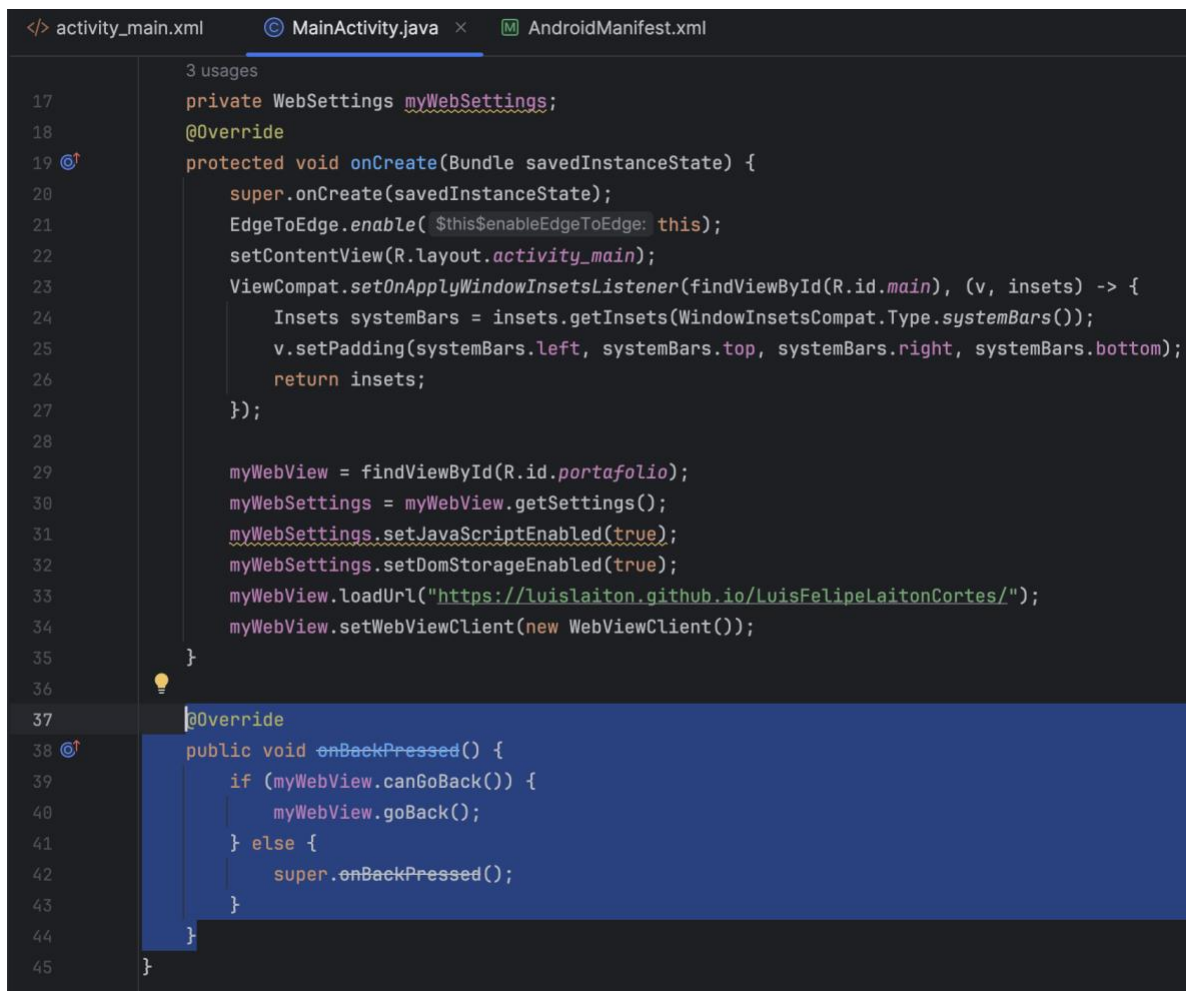 </> activity_main.xml © MainActivity.java × M AndroidManifest.xml
3 usages
17 private WebSettings myWebSettings;
18 @Override
19 protected void onCreate(Bundle savedInstanceState) {
20 super.onCreate(savedInstanceState);
21 EdgeToEdge.enable( $this$enableEdgeToEdge: this);
22 setContentView(R.layout.activity_main);
23 ViewCompat.setOnApplyWindowInsetsListener(findViewById(R.id.main), (v, insets) -> {
24 Insets systemBars = insets.getInsets(WindowInsetsCompat.Type.systemBars());
25 v.setPadding(systemBars.left, systemBars.top, systemBars.right, systemBars.bottom);
26 return insets;
27 });
28
29 myWebView = findViewById(R.id.portafolio);
30 myWebSettings = myWebView.getSettings();
31 myWebSettings.setJavaScriptEnabled(true);
32 myWebSettings.setDomStorageEnabled(true);
33 myWebView.loadUrl("https://luislaiton.github.io/LuisFelipeLaitonCortes/");
34 myWebView.setWebViewClient(new WebViewClient());
35 }
36
37 @Override
38 public void onBackPressed() {
39 if (myWebView.canGoBack()) {
40 myWebView.goBack();
41 } else {
42 super.onBackPressed();
43 }
44 }
45 }